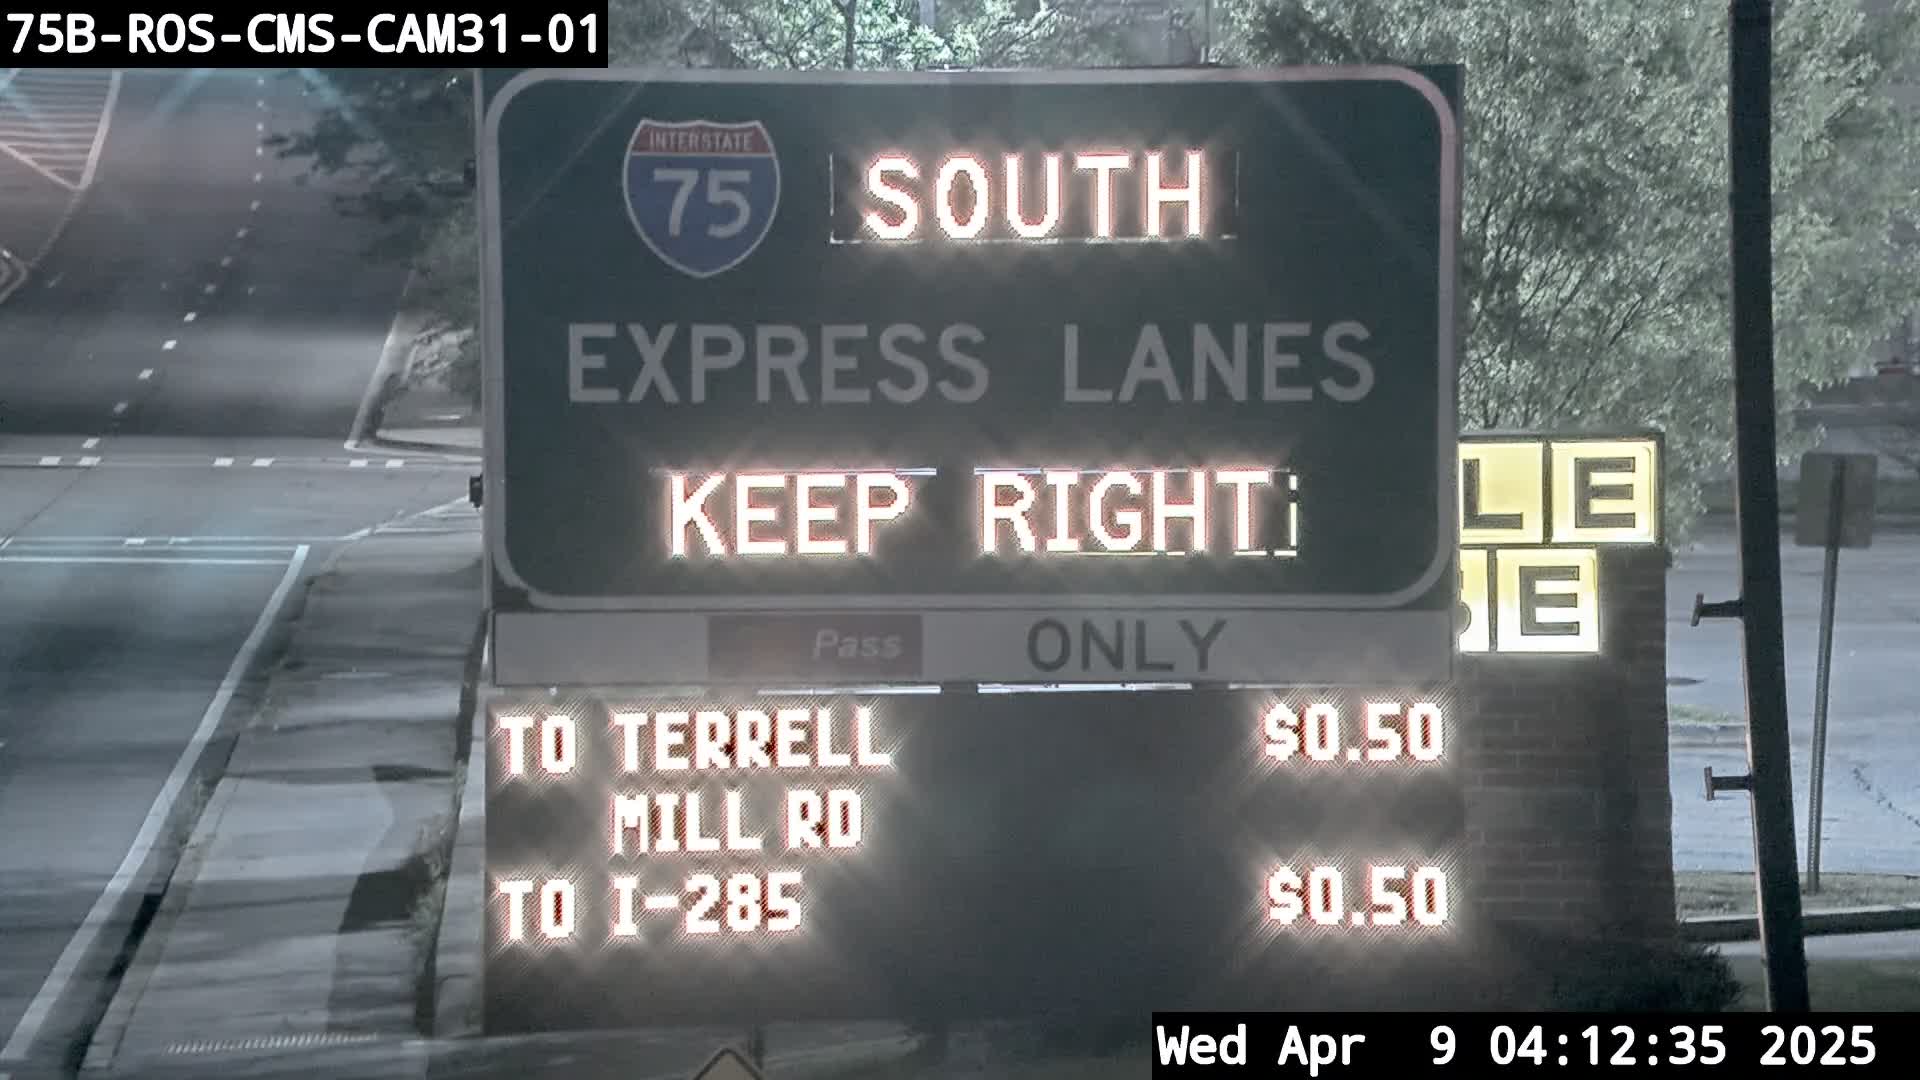 75B-ROS-CMS-CAM31-01
INTERSTATE
75
SOUTH
EXPRESS LANES
KEEP RIGHT
Pass ONLY
TO TERRELL $0.50
MILL RD
TO I-285 $0.50
LE
E
Wed Apr 9 04:12:35 2025